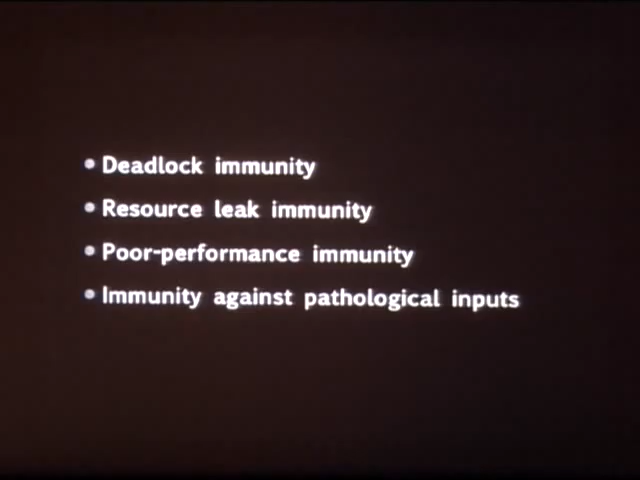 • Deadlock immunity
• Resource leak immunity
• Poor-performance immunity
• Immunity against pathological inputs